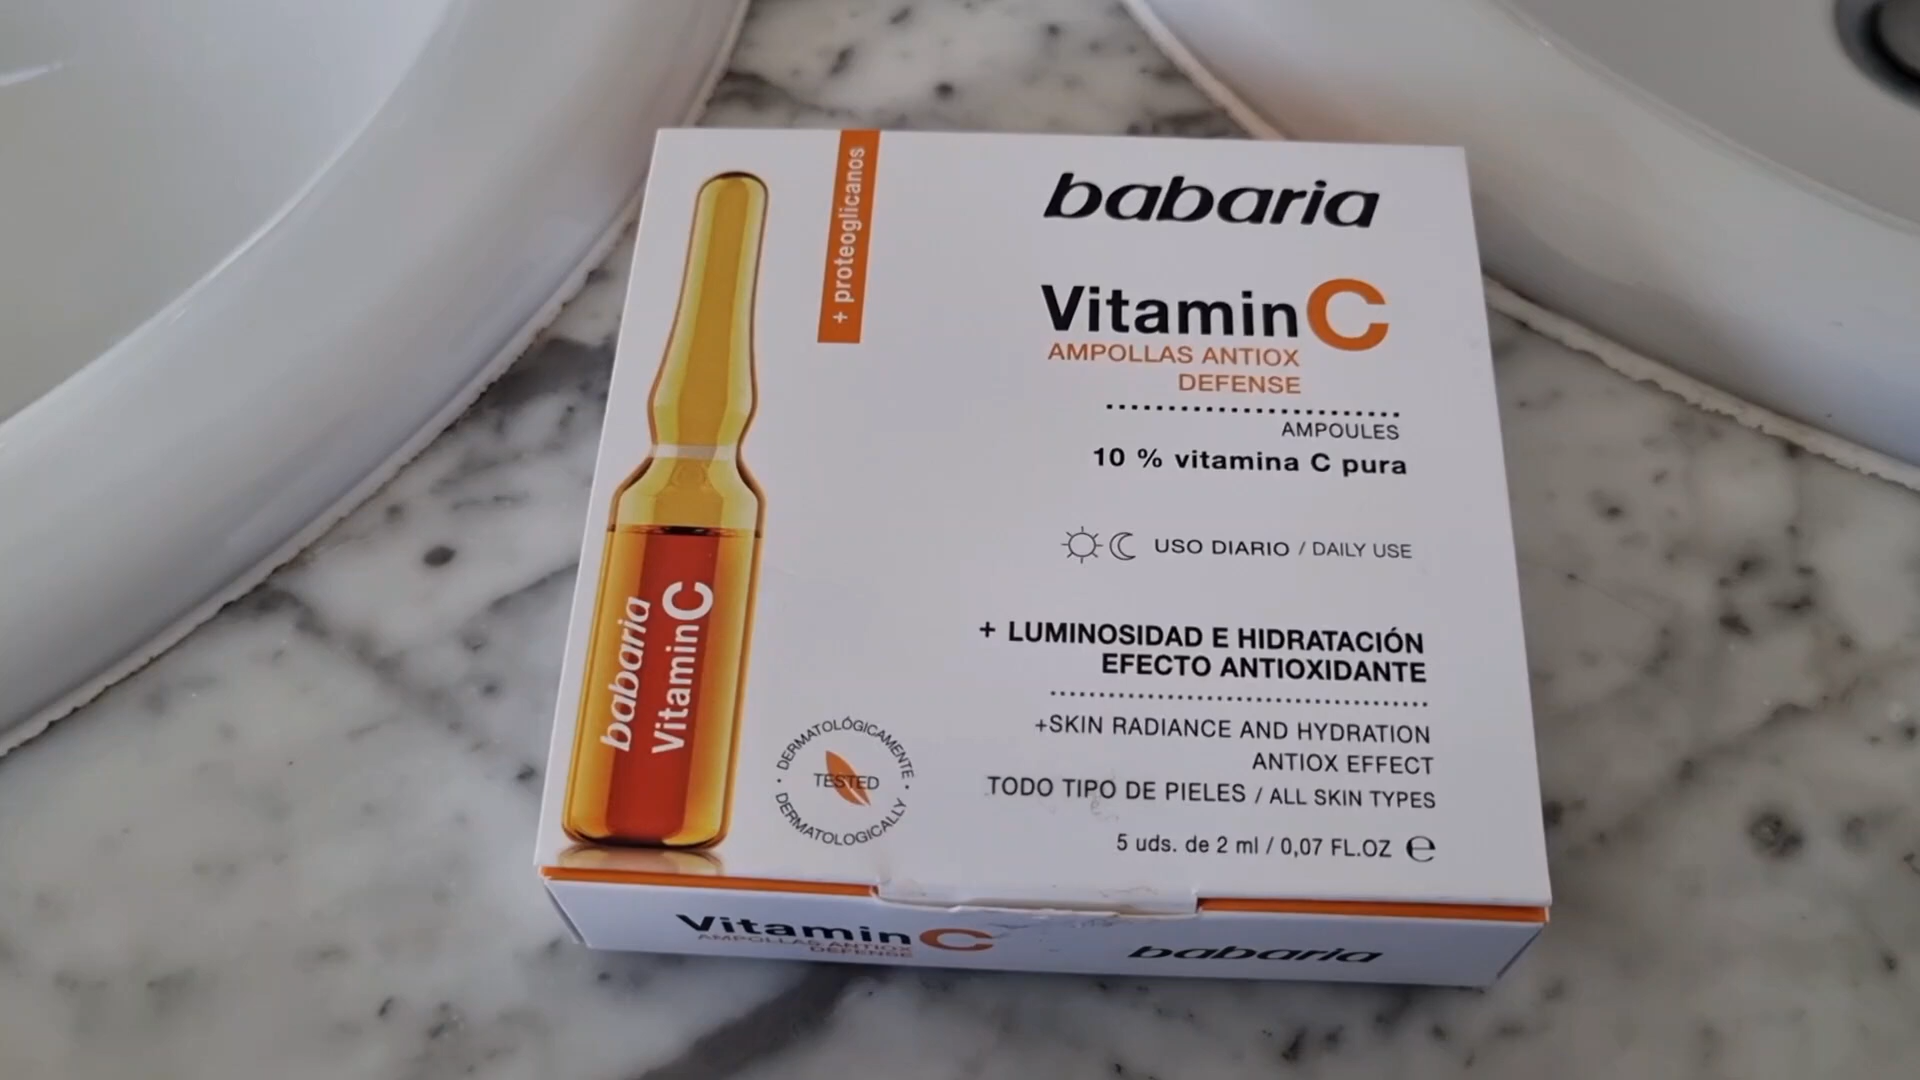 + proteoglicanos
babaria
Vitamin C
AMPOLLAS ANTIOX
DEFENSE
AMPOULES
10 % vitamina C pura
USO DIARIO / DAILY USE
+ LUMINOSIDAD E HIDRATACIÓN
EFECTO ANTIOXIDANTE
+SKIN RADIANCE AND HYDRATION
ANTIOX EFFECT
TODO TIPO DE PIELES / ALL SKIN TYPES
5 uds. de 2 ml / 0,07 FL.OZ ℮
babaria
Vitamin C
DERMATOLÓGICAMENTE
TESTED
DERMATOLOGICALLY
Vitamin C
AMPOLLAS ANTIOX
DEFENSE
babaria